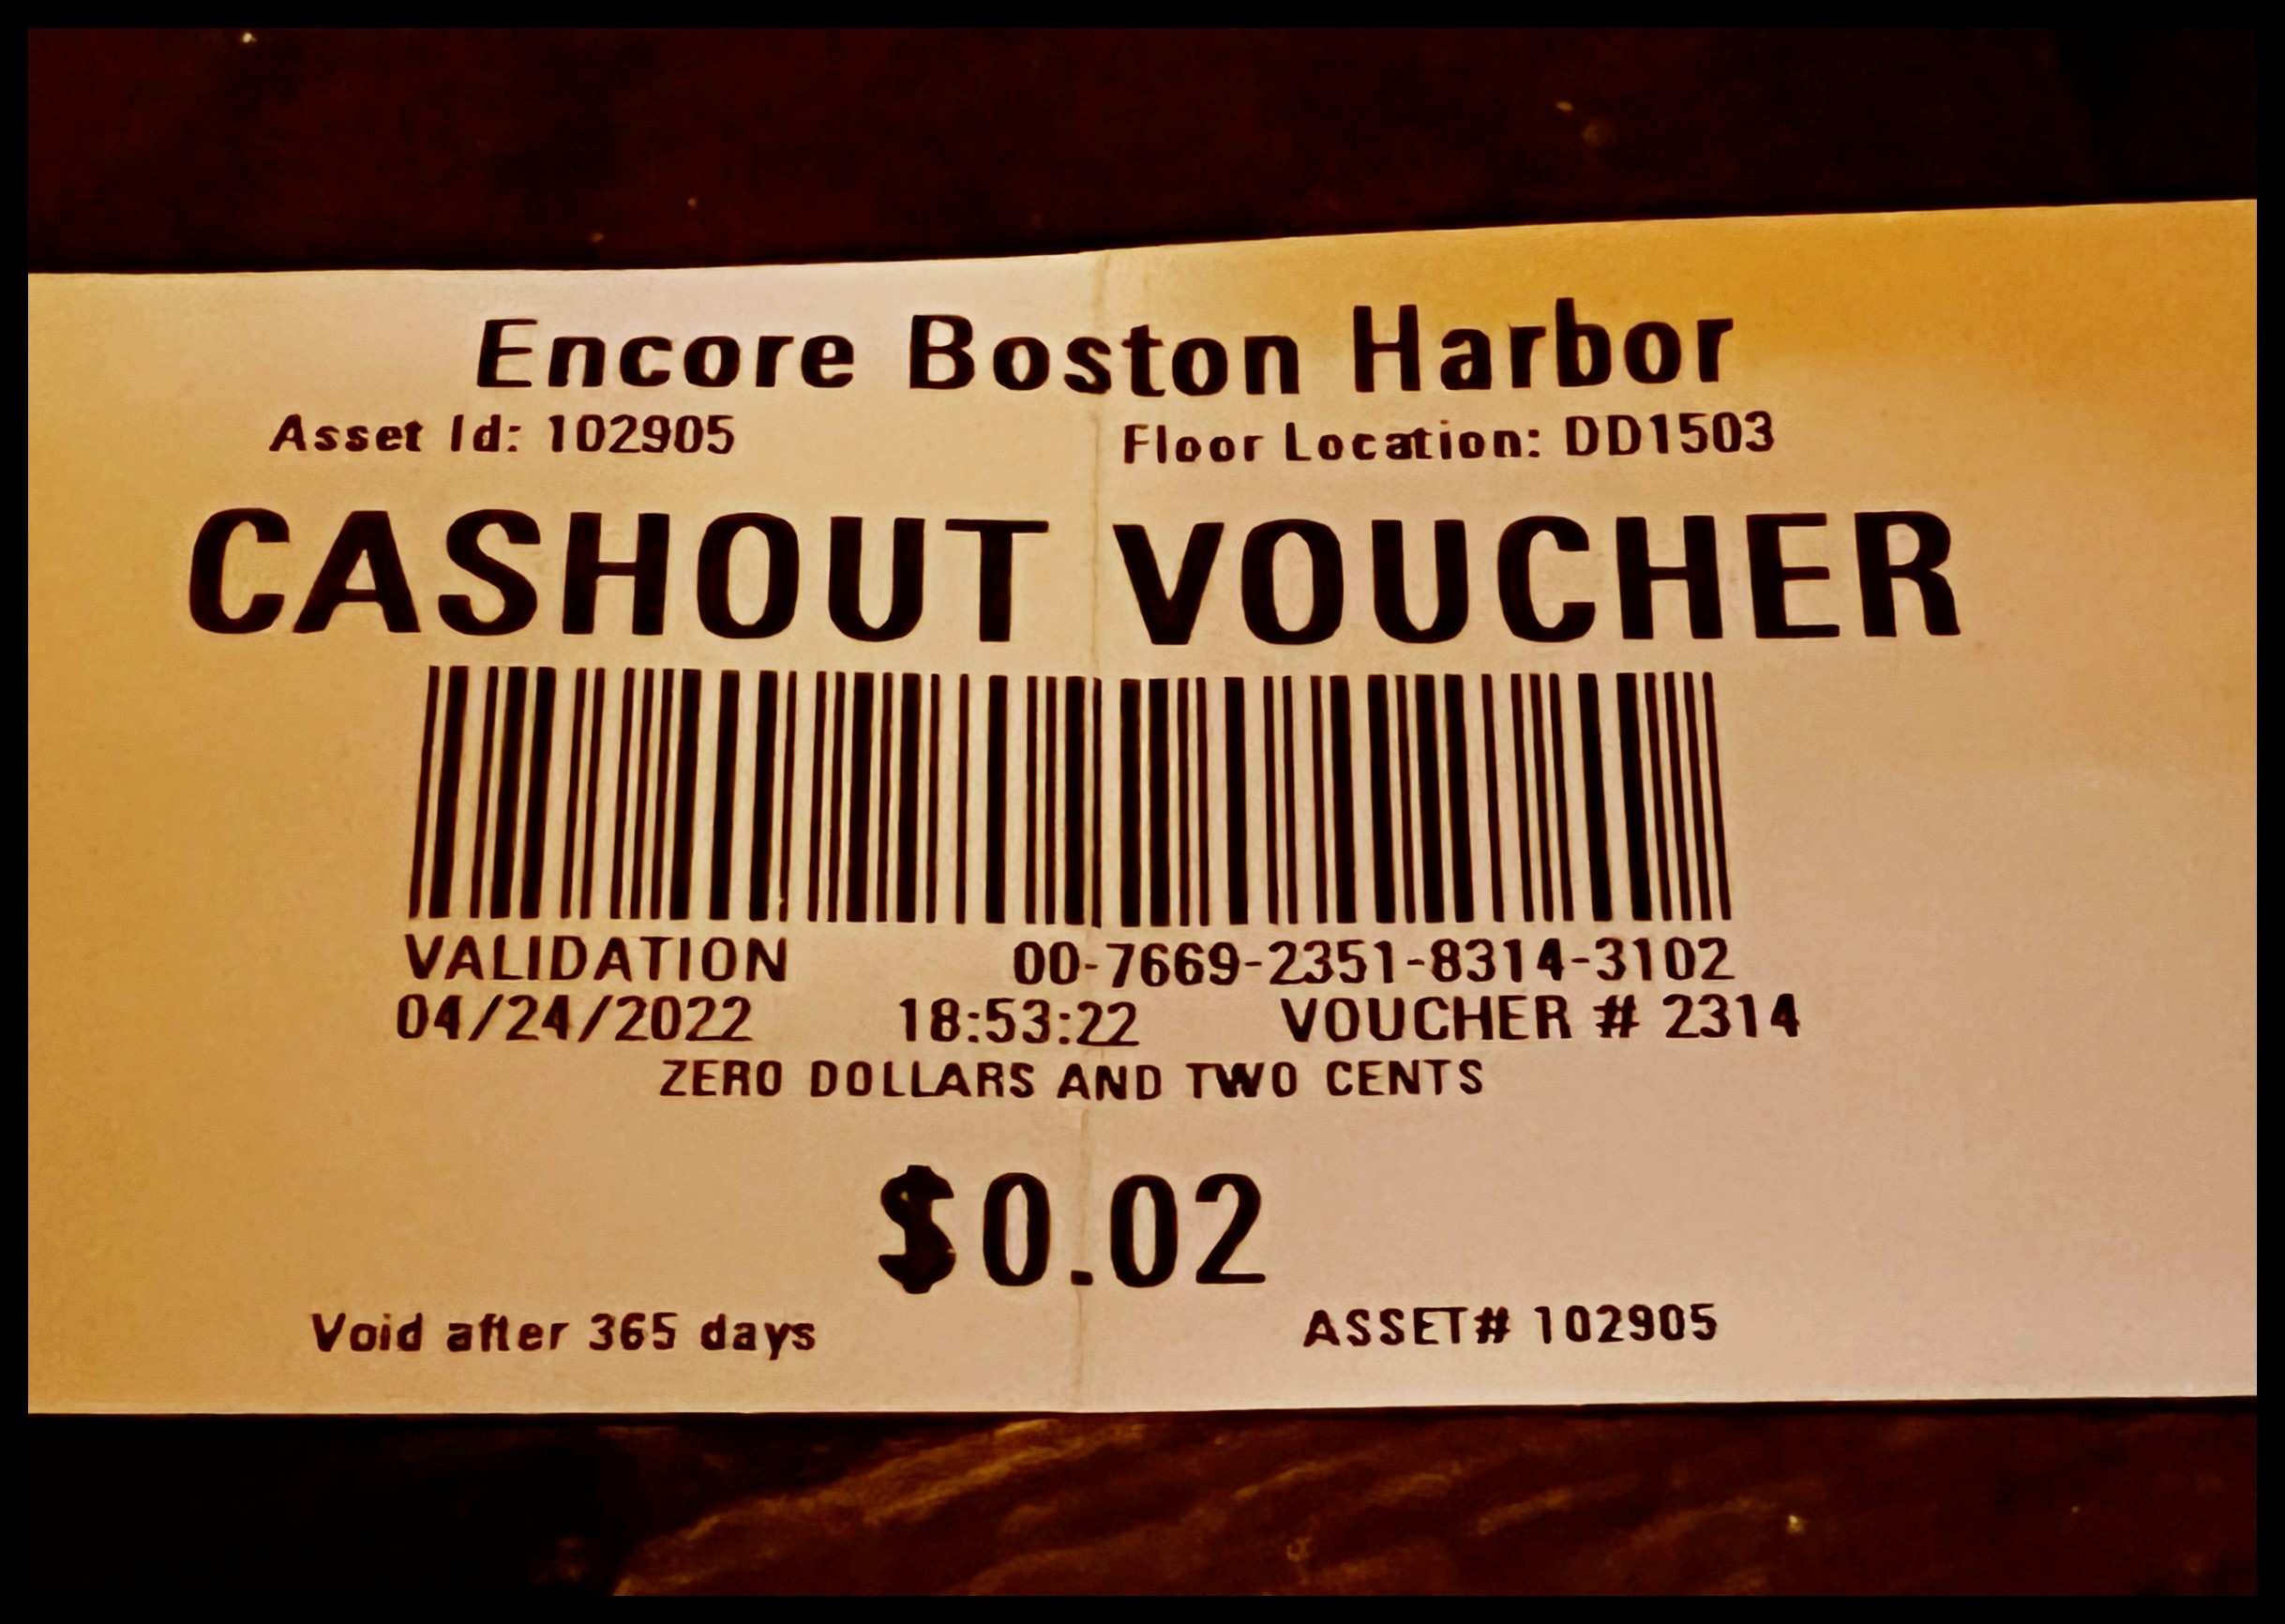 Encore Boston Harbor
Asset Id: 102905 Floor Location: DD1503
CASHOUT VOUCHER
VALIDATION 00-7669-2351-8314-3102
04/24/2022 18:53:22 VOUCHER # 2314
ZERO DOLLARS AND TWO CENTS
$0.02
Void after 365 days ASSET# 102905